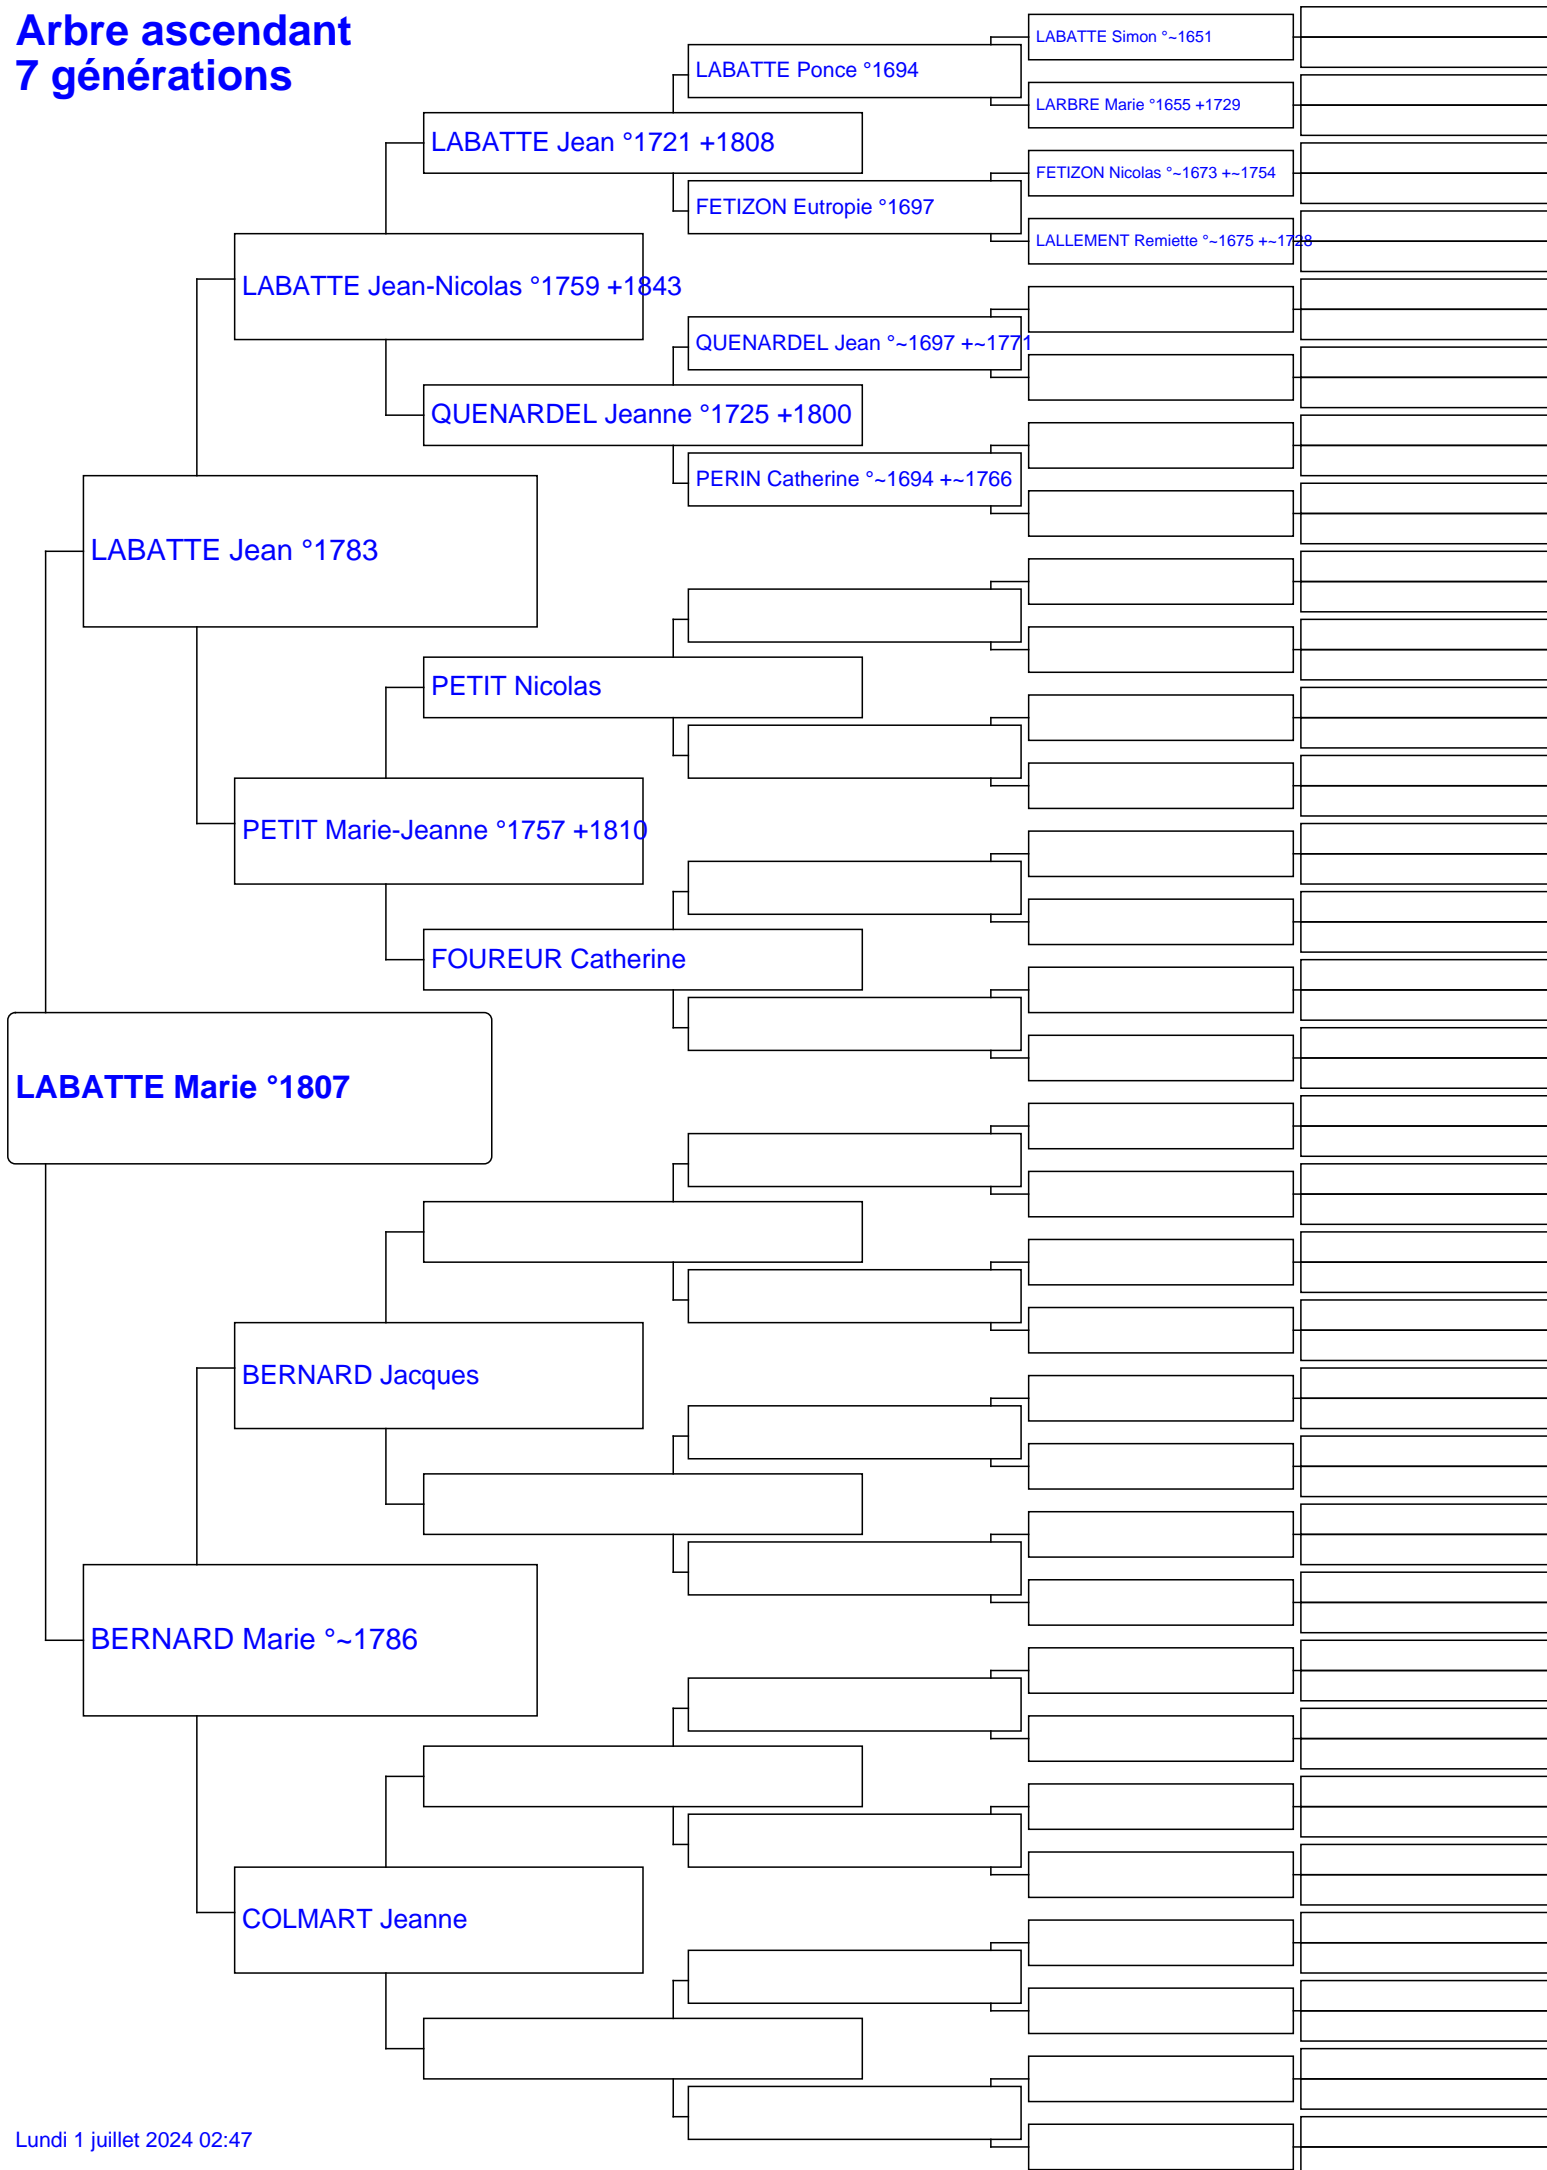 Arbre ascendant
7 générations
LABATTE Simon °~1651
LABATTE Ponce °1694
LARBRE Marie °1655 +1729
LABATTE Jean °1721 +1808
FETIZON Nicolas °~1673 +~1754
FETIZON Eutropie °1697
LALLEMENT Remiette °~1675 +~1728
LABATTE Jean-Nicolas °1759 +1843
QUENARDEL Jean °~1697 +~1771
QUENARDEL Jeanne °1725 +1800
PERIN Catherine °~1694 +~1766
LABATTE Jean °1783
PETIT Nicolas
PETIT Marie-Jeanne °1757 +1810
FOUREUR Catherine
LABATTE Marie °1807
BERNARD Jacques
BERNARD Marie °~1786
COLMART Jeanne
Lundi 1 juillet 2024 02:47